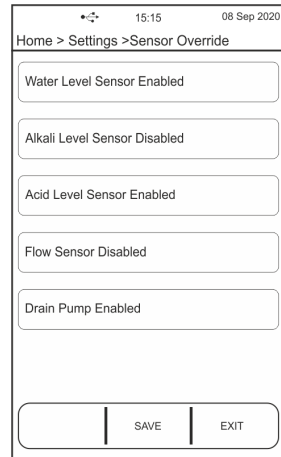 15:15 08 Sep 2020
Home > Settings >Sensor Override
Water Level Sensor Enabled
Alkali Level Sensor Disabled
Acid Level Sensor Enabled
Flow Sensor Disabled
Drain Pump Enabled
SAVE EXIT